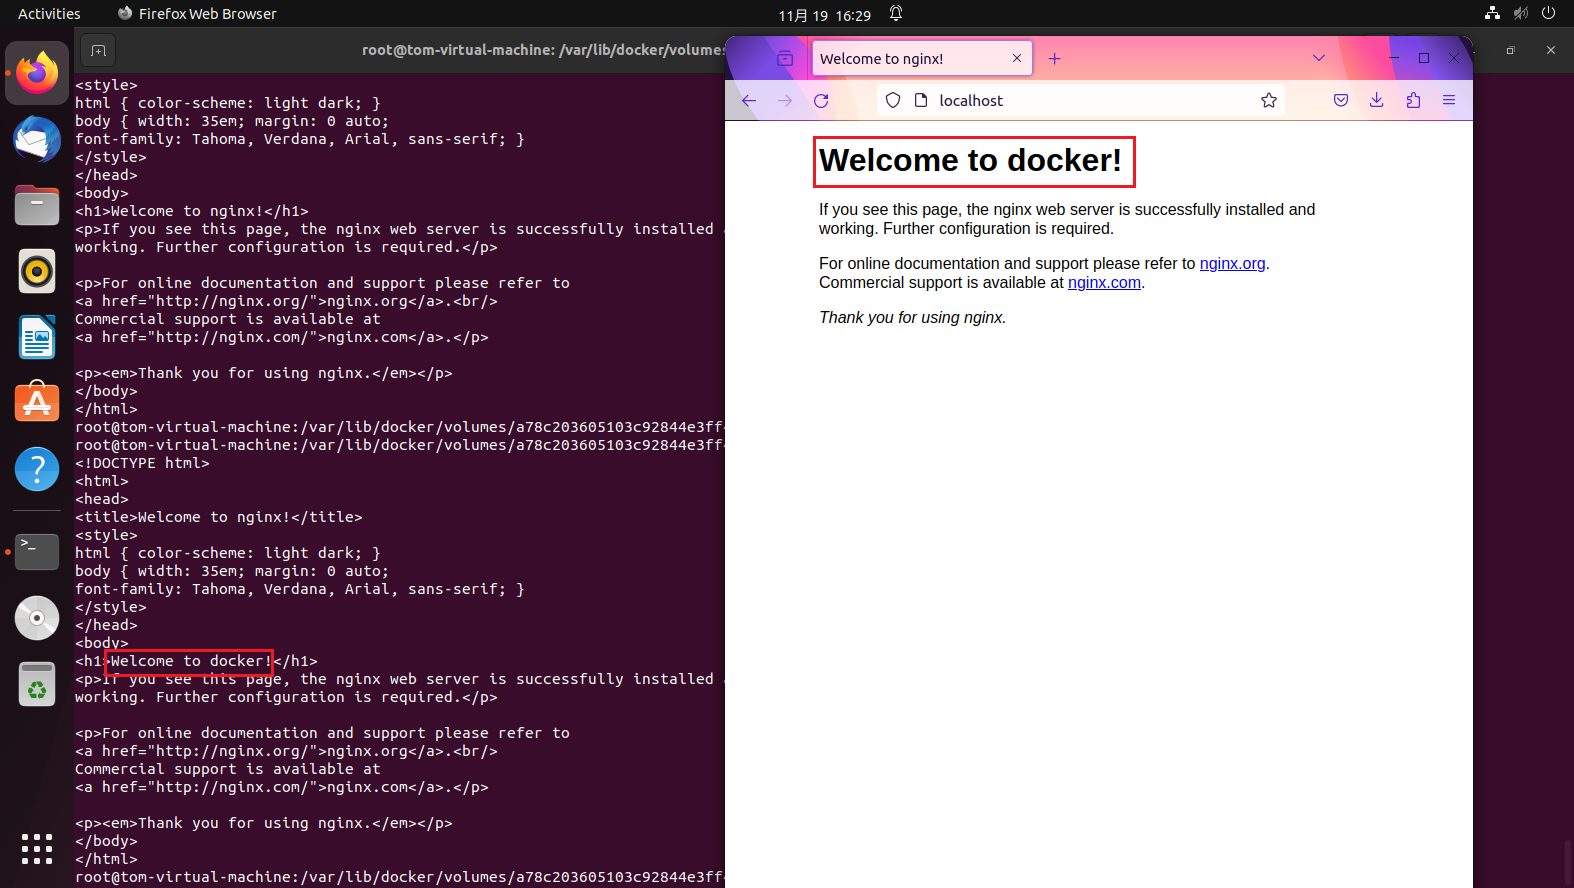 Activities
Firefox Web Browser
11月 19 16:29
root@tom-virtual-machine: /var/lib/docker/volumes
<style>
html { color-scheme: light dark; }
body { width: 35em; margin: 0 auto;
font-family: Tahoma, Verdana, Arial, sans-serif; }
</style>
</head>
<body>
<h1>Welcome to nginx!</h1>
<p>If you see this page, the nginx web server is successfully installed
working. Further configuration is required.</p>
<p>For online documentation and support please refer to
<a href="http://nginx.org/">nginx.org</a>.<br/>
Commercial support is available at
<a href="http://nginx.com/">nginx.com</a>.</p>
<p><em>Thank you for using nginx.</em></p>
</body>
</html>
root@tom-virtual-machine:/var/lib/docker/volumes/a78c203605103c92844e3ff
root@tom-virtual-machine:/var/lib/docker/volumes/a78c203605103c92844e3ff
<!DOCTYPE html>
<html>
<head>
<title>Welcome to nginx!</title>
<style>
html { color-scheme: light dark; }
body { width: 35em; margin: 0 auto;
font-family: Tahoma, Verdana, Arial, sans-serif; }
</style>
</head>
<body>
<h1>Welcome to docker!</h1>
<p>If you see this page, the nginx web server is successfully installed
working. Further configuration is required.</p>
<p>For online documentation and support please refer to
<a href="http://nginx.org/">nginx.org</a>.<br/>
Commercial support is available at
<a href="http://nginx.com/">nginx.com</a>.</p>
<p><em>Thank you for using nginx.</em></p>
</body>
</html>
root@tom-virtual-machine:/var/lib/docker/volumes/a78c203605103c92844e3ff
Welcome to nginx!
localhost
Welcome to docker!
If you see this page, the nginx web server is successfully installed and
working. Further configuration is required.
For online documentation and support please refer to nginx.org.
Commercial support is available at nginx.com.
Thank you for using nginx.